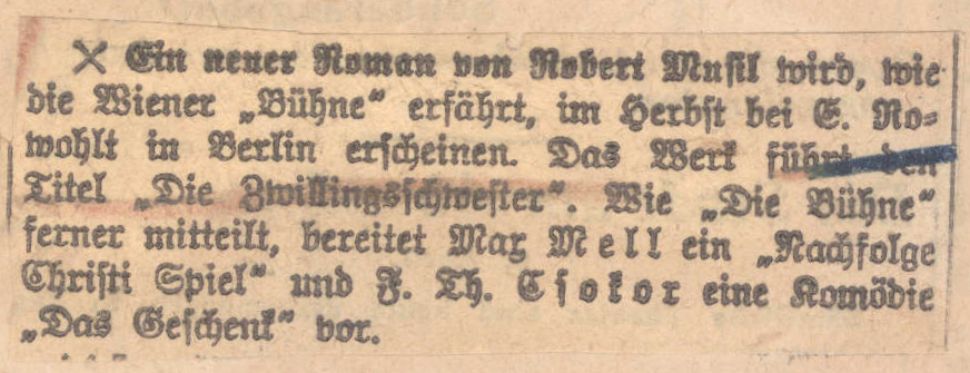 × Ein neuer Roman von Robert Musil wird, wie
die Wiener „Bühne“ erfährt, im Herbst bei E. Ro-
wohlt in Berlin erscheinen. Das Werk führt den
Titel „Die Zwillingsschwester“. Wie „Die Bühne“
ferner mitteilt, bereitet Max Mell ein „Nachfolge
Christi Spiel“ und F. Th. Csokor eine Komödie
„Das Geschenk“ vor.